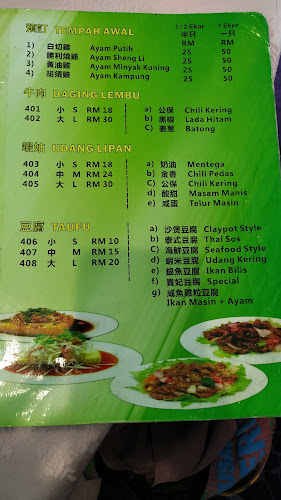 預訂 TEMPAH AWAL
1/2 Ekor 1 Ekor
半只 一只
RM RM
1) 白切雞 Ayam Putih 25 50
2) 勝利燒雞 Ayam Sheng Li 25 50
3) 黃油雞 Ayam Minyak Kuning 25 50
4) 胡須雞 Ayam Kampung 25 50
牛肉 DAGING LEMBU
401 小 S RM 18 a) 公保 Chili Kering
402 大 L RM 30 b) 黑椒 Lada Hitam
C) 姜葱 Batong
蝦姑 UDANG LIPAN
403 小 S RM 18 a) 奶油 Mentega
404 中 M RM 24 b) 金香 Chili Pedas
405 大 L RM 30 C) 公保 Chili Kering
d) 酸甜 Masam Manis
e) 咸蛋 Telur Masin
豆腐 TAUFU
406 小 S RM 10 a) 沙煲豆腐 Claypot Style
407 中 M RM 15 b) 泰式豆腐 Thai Sos
408 大 L RM 20 C) 海鮮豆腐 Seafood Style
d) 蝦米豆腐 Udang Kering
e) 銀魚豆腐 Ikan Bilis
f) 貴妃豆腐 Special
g) 咸魚雞粒豆腐
Ikan Masin + Ayam